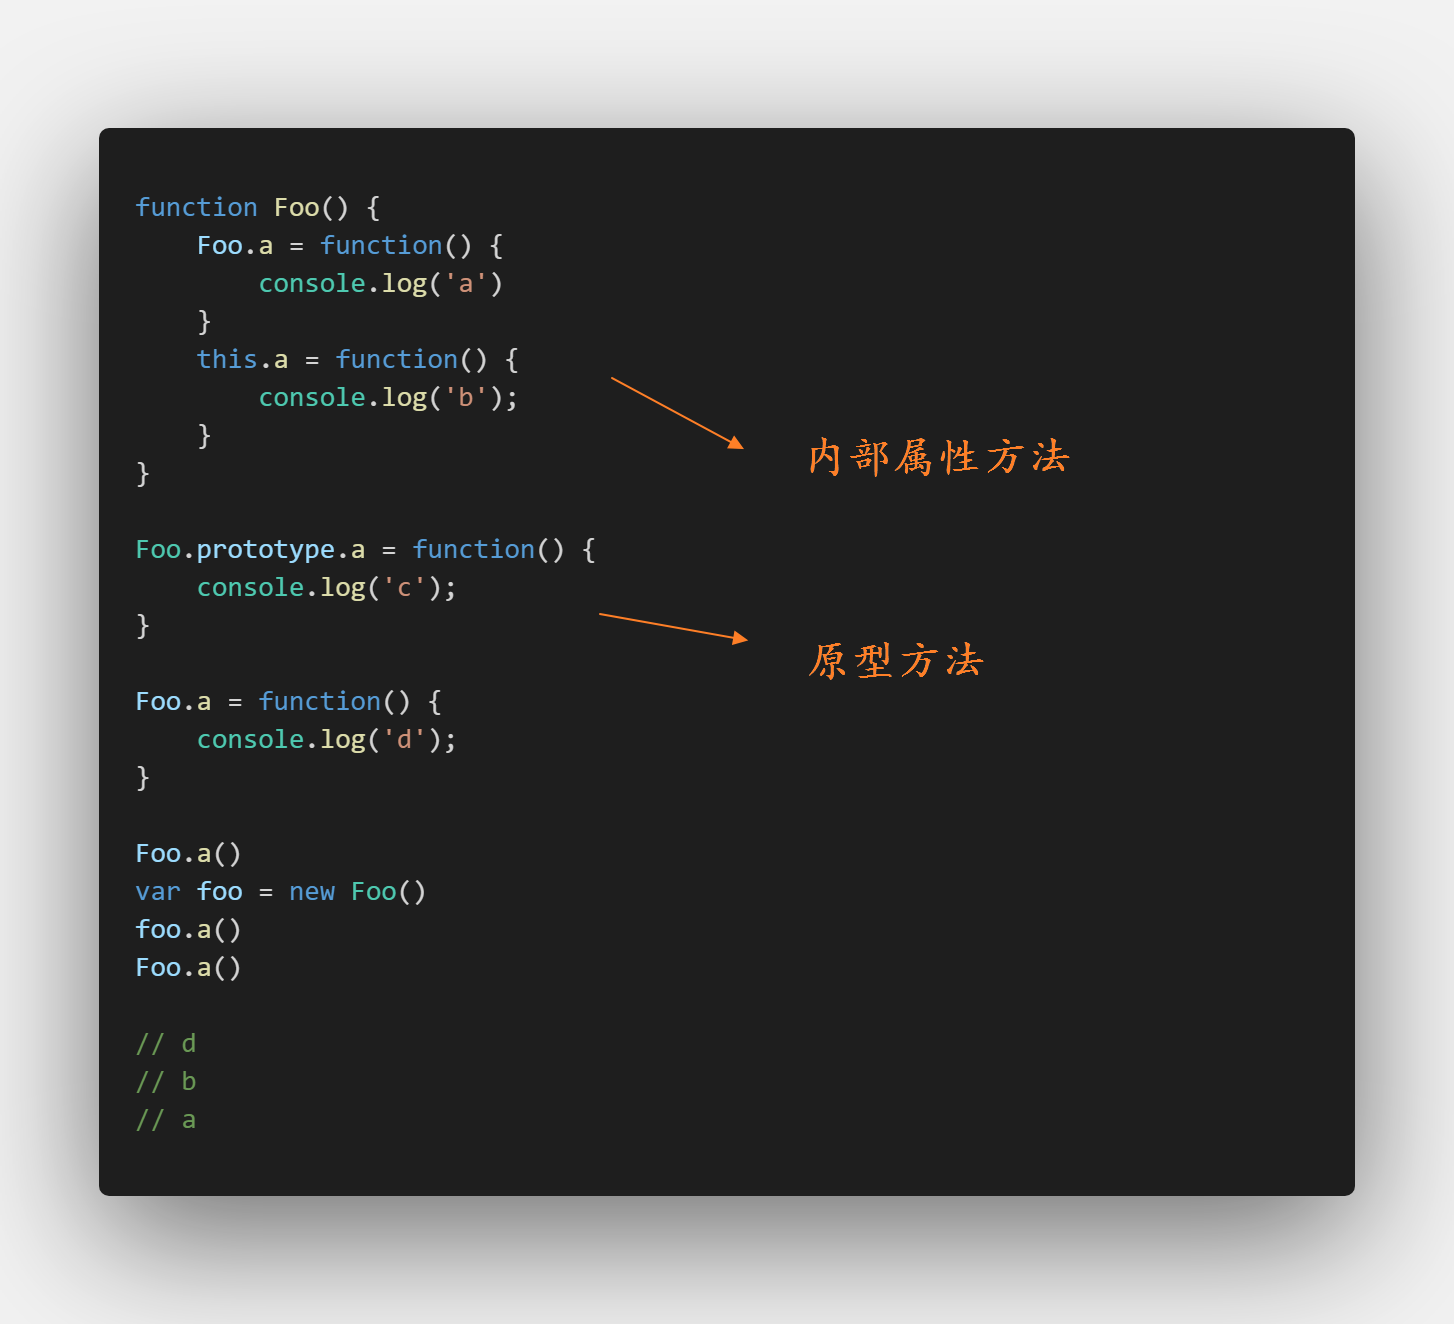 function Foo() {
    Foo.a = function() {
        console.log('a')
    }
    this.a = function() {
        console.log('b');
    }
}
内部属性方法
Foo.prototype.a = function() {
    console.log('c');
}
原型方法
Foo.a = function() {
    console.log('d');
}
Foo.a()
var foo = new Foo()
foo.a()
Foo.a()
// d
// b
// a